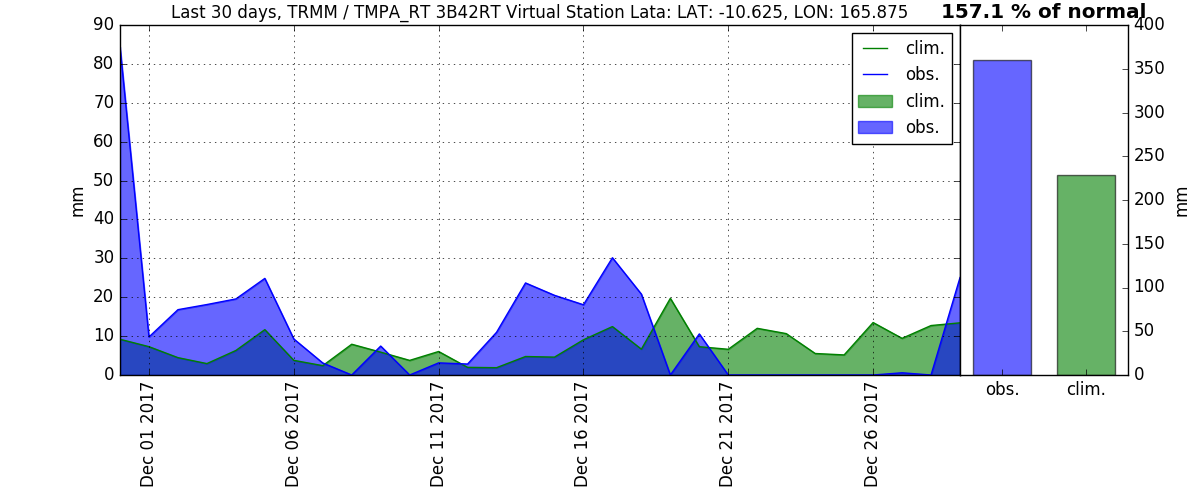 Last 30 days, TRMM / TMPA_RT 3B42RT Virtual Station Lata: LAT: -10.625, LON: 165.875
157.1 % of normal
90
80
70
60
50
40
30
20
10
0
mm
clim.
obs.
clim.
obs.
Dec 01 2017
Dec 06 2017
Dec 11 2017
Dec 16 2017
Dec 21 2017
Dec 26 2017
400
350
300
250
200
150
100
50
0
mm
obs.
clim.